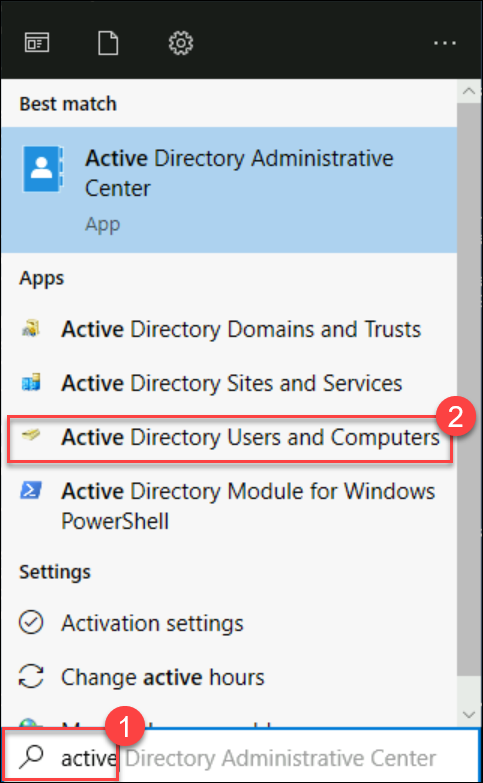 Best match
Active Directory Administrative
Center
App
Apps
Active Directory Domains and Trusts
Active Directory Sites and Services
2
Active Directory Users and Computers
Active Directory Module for Windows
PowerShell
Settings
Activation settings
Change active hours
1
active Directory Administrative Center